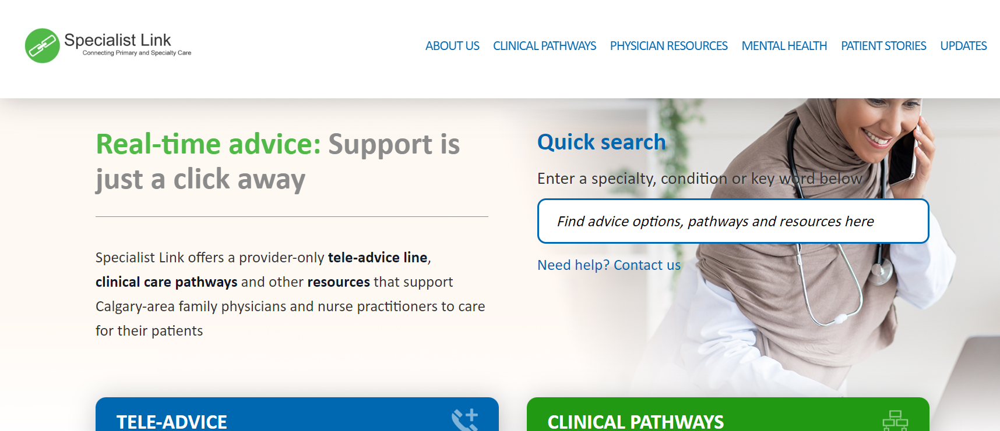 Specialist Link
Connecting Primary and Specialty Care
ABOUT US CLINICAL PATHWAYS PHYSICIAN RESOURCES MENTAL HEALTH PATIENT STORIES UPDATES
Real-time advice: Support is
just a click away
Specialist Link offers a provider-only tele-advice line,
clinical care pathways and other resources that support
Calgary-area family physicians and nurse practitioners to care
for their patients
Quick search
Enter a specialty, condition or key word below
Find advice options, pathways and resources here
Need help? Contact us
TELE-ADVICE
CLINICAL PATHWAYS